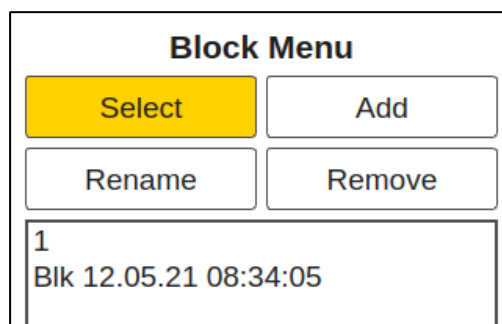 Block Menu
Select Add
Rename Remove
1
Blk 12.05.21 08:34:05